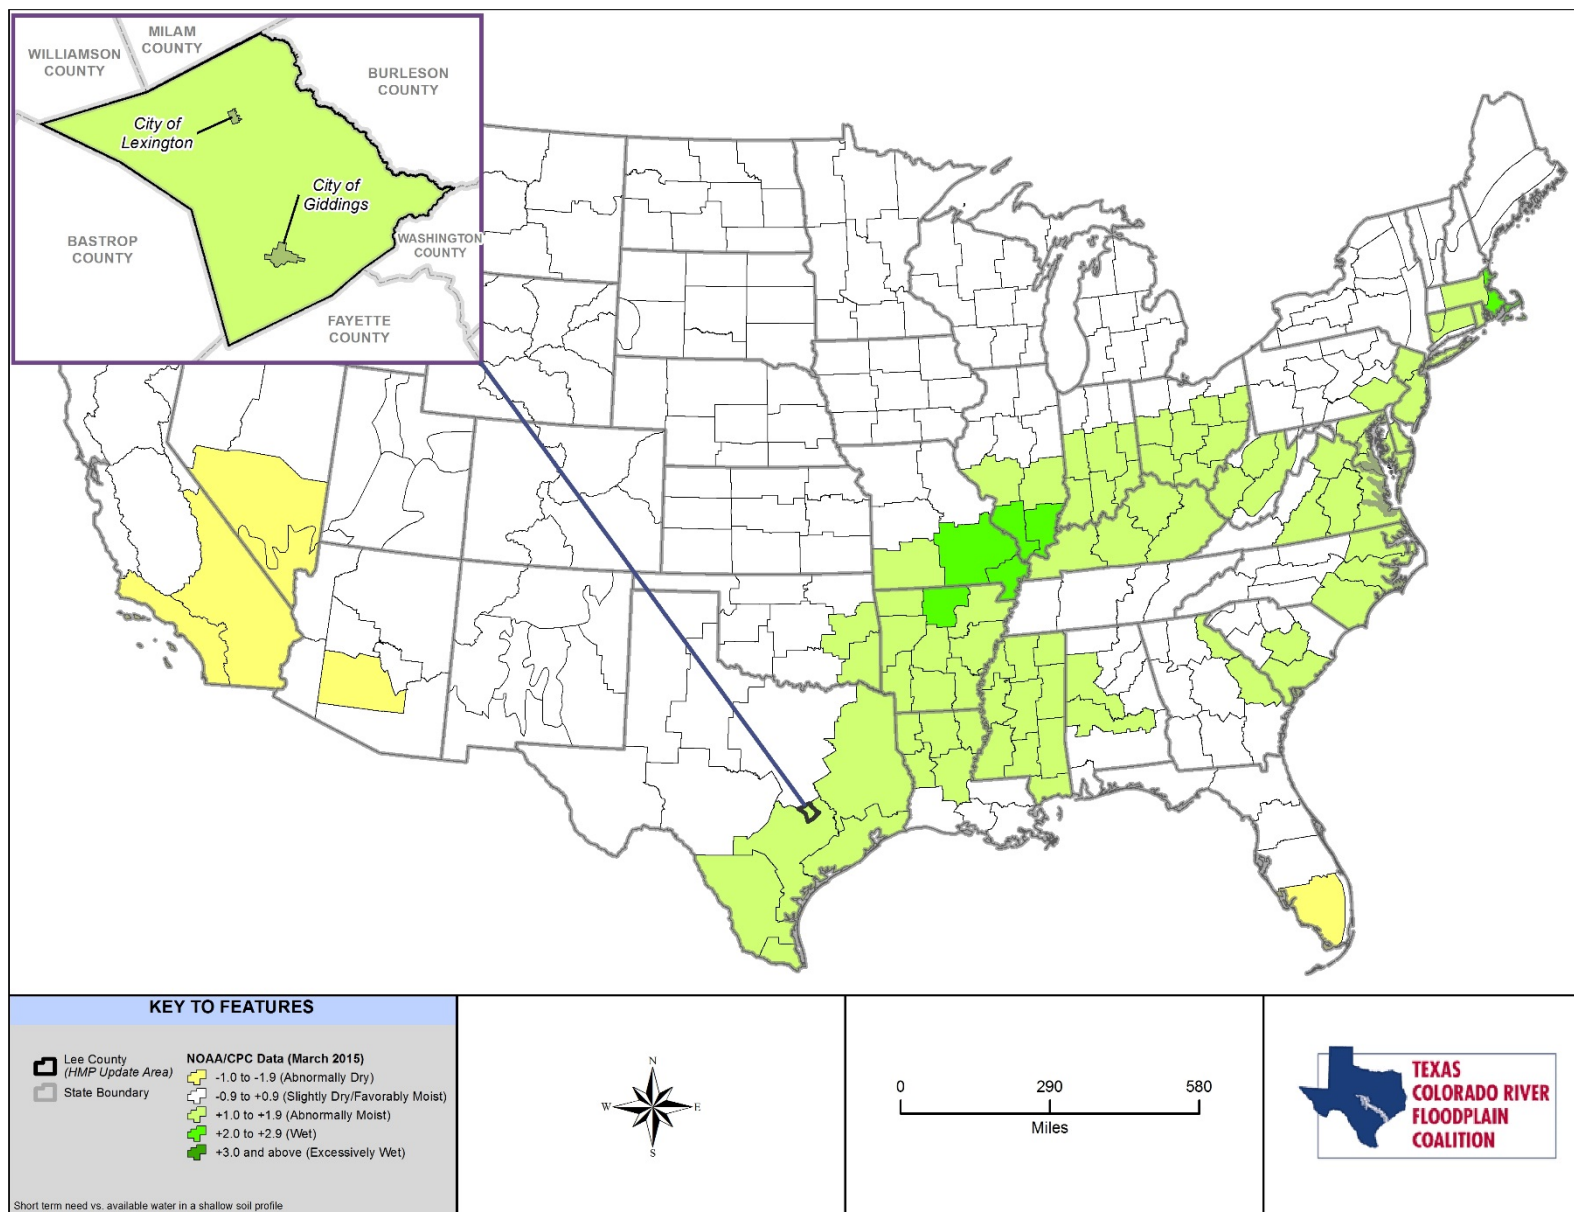 MILAM
COUNTY
WILLIAMSON
COUNTY
BURLESON
COUNTY
City of
Lexington
City of
Giddings
BASTROP
COUNTY
WASHINGTON
COUNTY
FAYETTE
COUNTY
KEY TO FEATURES
Lee County
(HMP Update Area)
State Boundary
NOAA/CPC Data (March 2015)
-1.0 to -1.9 (Abnormally Dry)
-0.9 to +0.9 (Slightly Dry/Favorably Moist)
+1.0 to +1.9 (Abnormally Moist)
+2.0 to +2.9 (Wet)
+3.0 and above (Excessively Wet)
Short term need vs. available water in a shallow soil profile
N
W E
S
0 290 580
Miles
TEXAS
COLORADO RIVER
FLOODPLAIN
COALITION